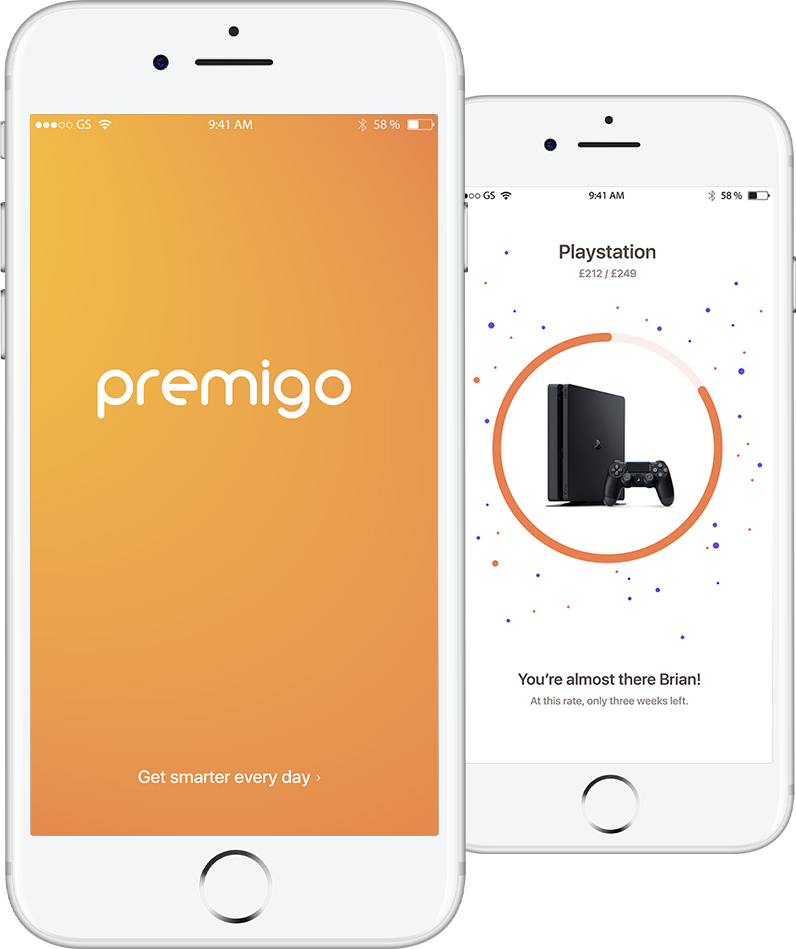 GS 9:41 AM 58 %
premigo
Get smarter every day ›
GS 9:41 AM 58 %
Playstation
£212 / £249
You're almost there Brian!
At this rate, only three weeks left.